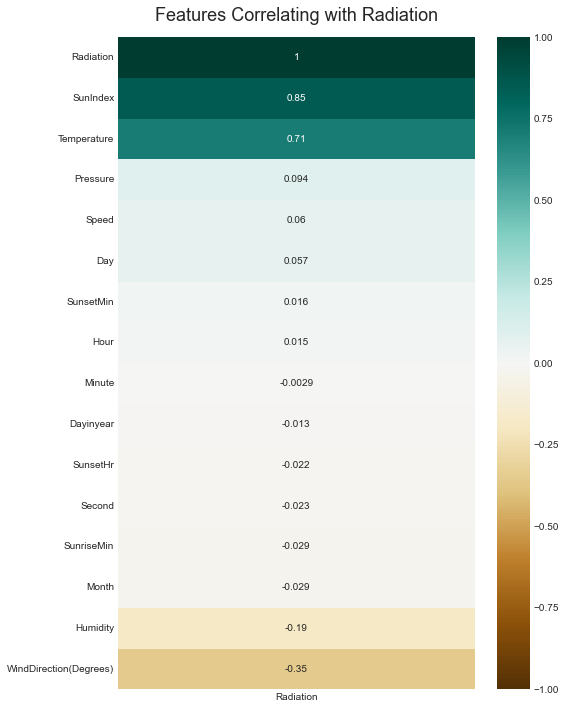 Features Correlating with Radiation
Radiation 1
SunIndex 0.85
Temperature 0.71
Pressure 0.094
Speed 0.06
Day 0.057
SunsetMin 0.016
Hour 0.015
Minute -0.0029
Dayinyear -0.013
SunsetHr -0.022
Second -0.023
SunriseMin -0.029
Month -0.029
Humidity -0.19
WindDirection(Degrees) -0.35
Radiation
1.00
0.75
0.50
0.25
0.00
−0.25
−0.50
−0.75
−1.00